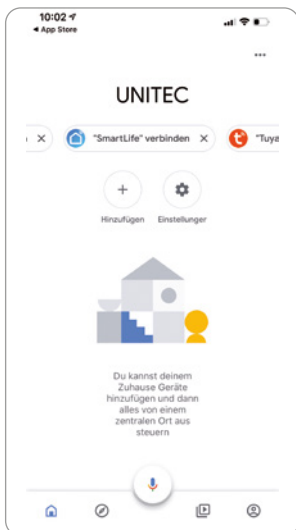 10:02
App Store
UNITEC
"SmartLife" verbinden
"Tuya
Hinzufügen Einstellunger
Du kannst deinem
Zuhause Geräte
hinzufügen und dann
alles von einem
zentralen Ort aus
steuern